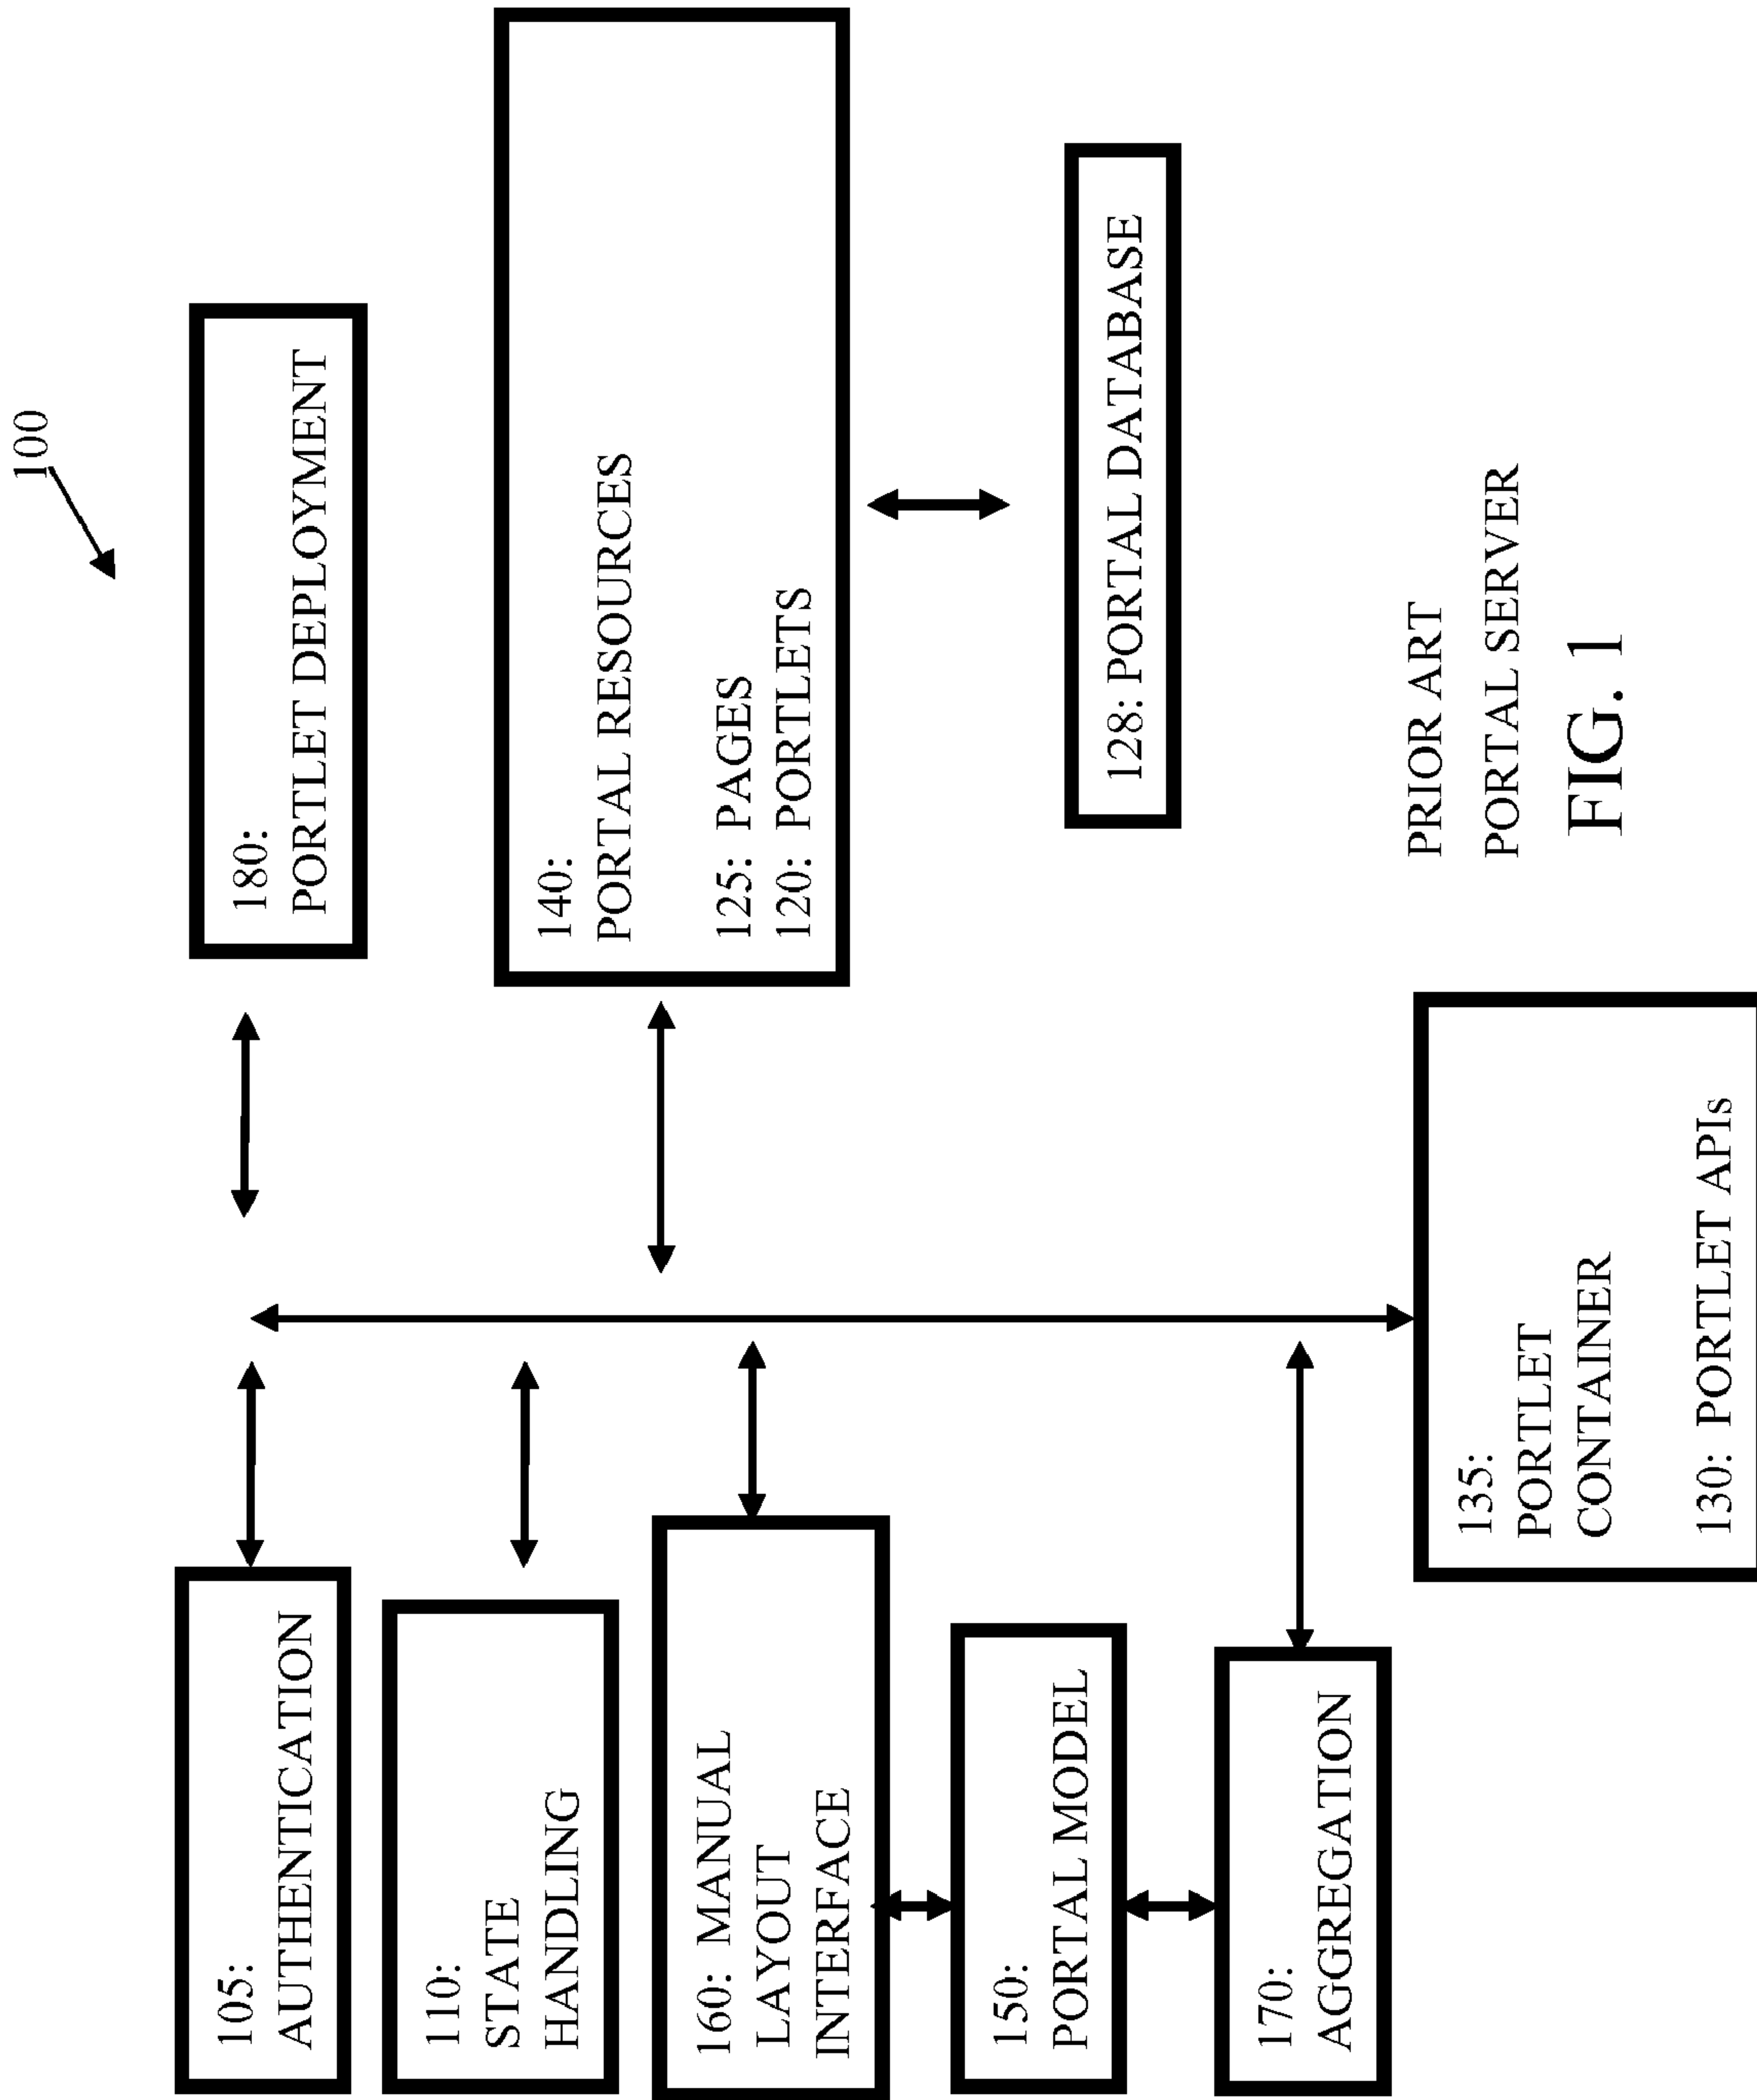 100
105:
AUTHENTICATION
110:
STATE
HANDLING
160: MANUAL
LAYOUT
INTERFACE
150:
PORTAL MODEL
170:
AGGREGATION
180:
PORTLET DEPLOYMENT
140:
PORTAL RESOURCES
125: PAGES
120: PORTLETS
128: PORTAL DATABASE
135:
PORTLET
CONTAINER
130: PORTLET APIs
PRIOR ART
PORTAL SERVER
FIG. 1